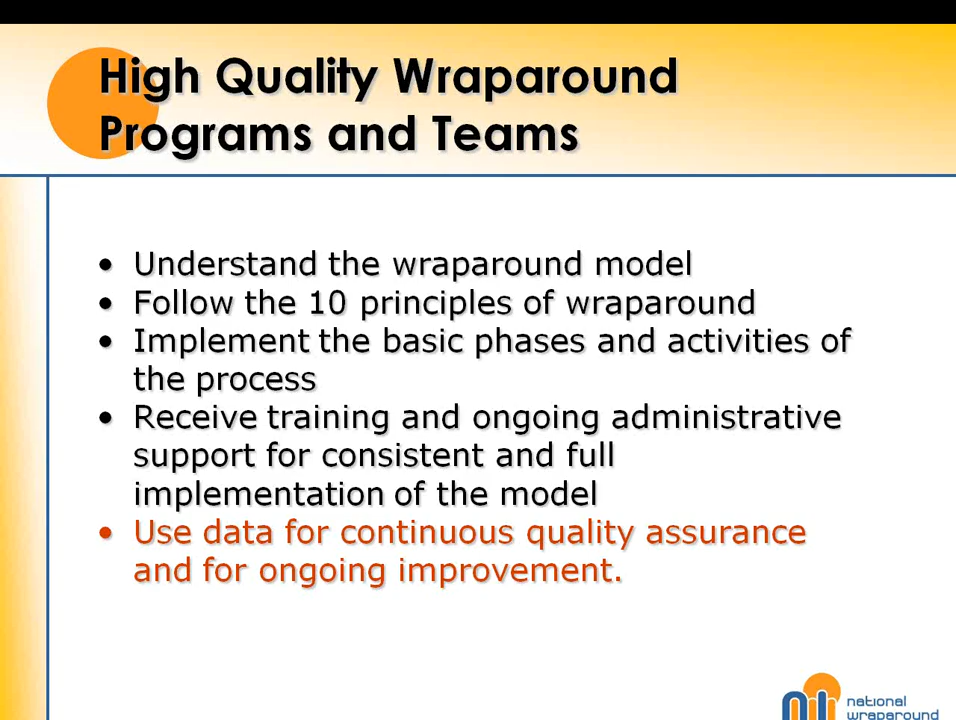 High Quality Wraparound
Programs and Teams
• Understand the wraparound model
• Follow the 10 principles of wraparound
• Implement the basic phases and activities of
the process
• Receive training and ongoing administrative
support for consistent and full
implementation of the model
• Use data for continuous quality assurance
and for ongoing improvement.
national
wraparound